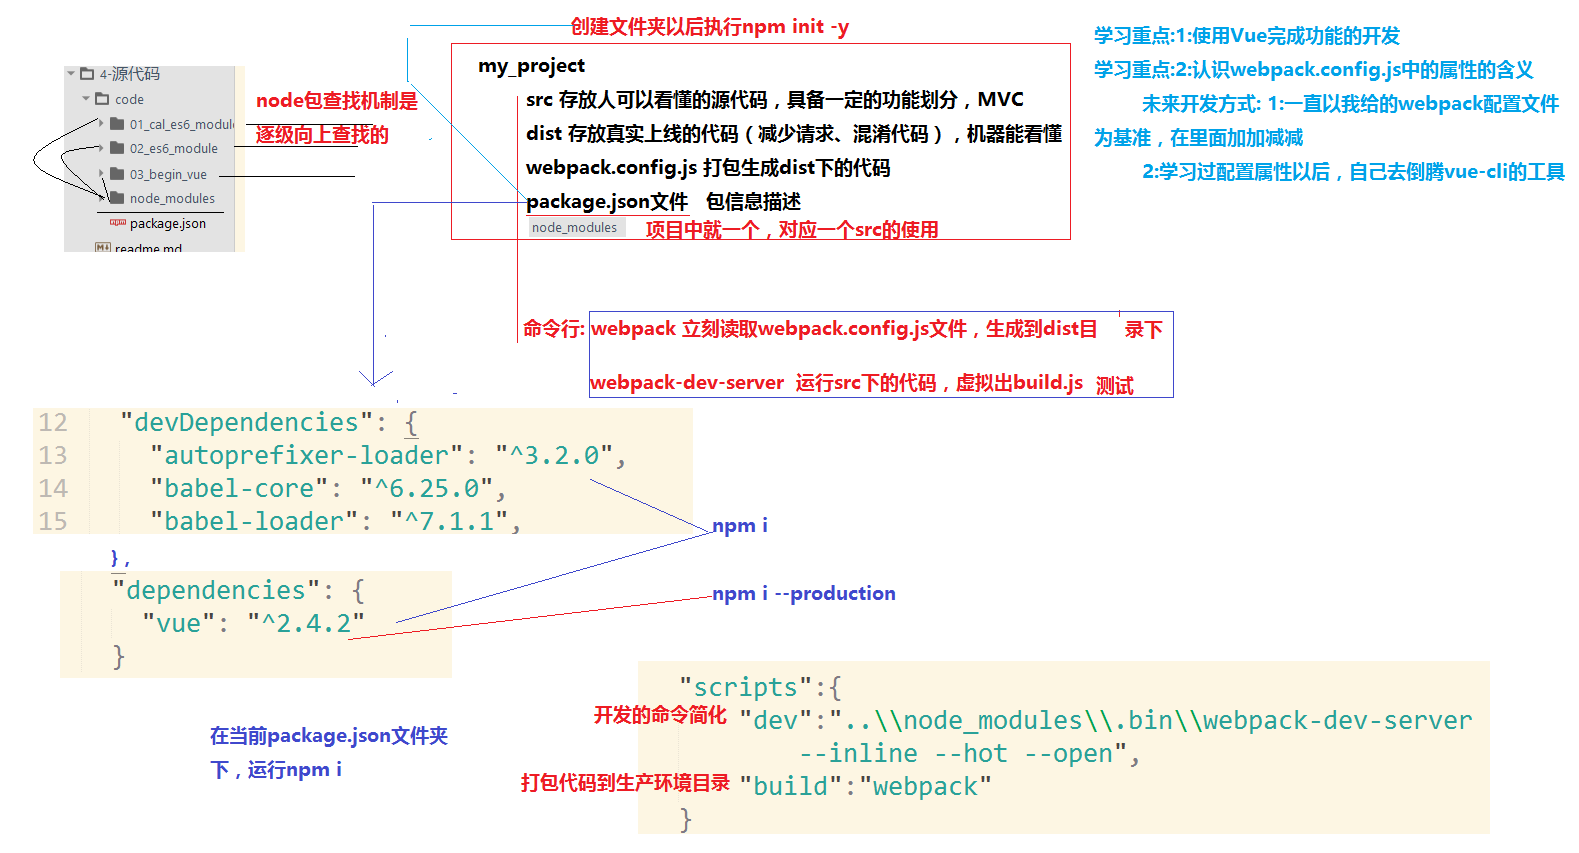 创建文件夹以后执行npm init -y
4-源代码
code
01_cal_es6_module
02_es6_module
03_begin_vue
node_modules
package.json
readme.md
node包查找机制是
逐级向上查找的
my_project
src 存放人可以看懂的源代码，具备一定的功能划分，MVC
dist 存放真实上线的代码（减少请求、混淆代码），机器能看懂
webpack.config.js 打包生成dist下的代码
package.json文件 包信息描述
node_modules 项目中就一个，对应一个src的使用
学习重点:1:使用Vue完成功能的开发
学习重点:2:认识webpack.config.js中的属性的含义
未来开发方式: 1:一直以我给的webpack配置文件
为基准，在里面加加减减
2:学习过配置属性以后，自己去倒腾vue-cli的工具
命令行: webpack 立刻读取webpack.config.js文件，生成到dist目 录下
webpack-dev-server 运行src下的代码，虚拟出build.js 测试
12 "devDependencies": {
13 "autoprefixer-loader": "^3.2.0",
14 "babel-core": "^6.25.0",
15 "babel-loader": "^7.1.1",
},
"dependencies": {
"vue": "^2.4.2"
}
npm i
npm i --production
在当前package.json文件夹
下，运行npm i
"scripts":{
开发的命令简化 "dev":"..\\node_modules\\.bin\\webpack-dev-server
--inline --hot --open",
打包代码到生产环境目录 "build":"webpack"
}